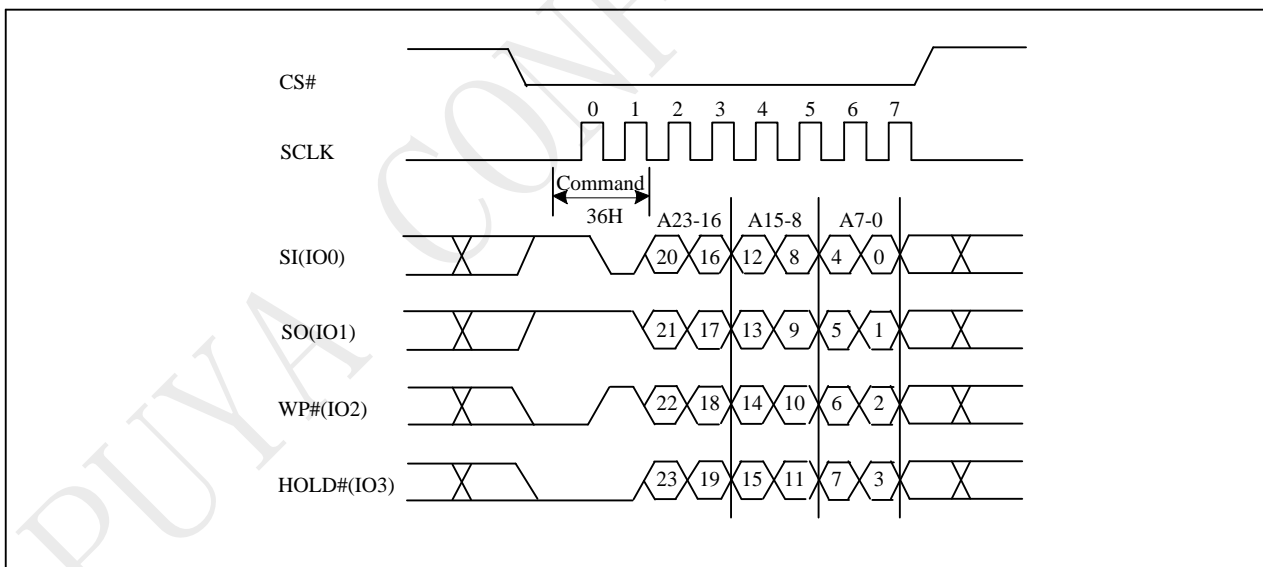 CS#
0 1 2 3 4 5 6 7
SCLK
Command
36H
A23-16 A15-8 A7-0
SI(IO0) 20 16 12 8 4 0
SO(IO1) 21 17 13 9 5 1
WP#(IO2) 22 18 14 10 6 2
HOLD#(IO3) 23 19 15 11 7 3
PUYA